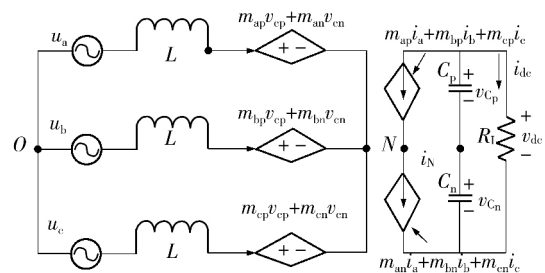 u_a
L
m_ap v_cp + m_an v_cn
+ −
m_ap i_a + m_bp i_b + m_cp i_c
i_dc
C_p
+
v_Cp
−
u_b
L
m_bp v_cp + m_bn v_cn
+ −
O
N
i_N
R_L
+
v_dc
−
C_n
+
v_Cn
−
u_c
L
m_cp v_cp + m_cn v_cn
+ −
m_an i_a + m_bn i_b + m_cn i_c